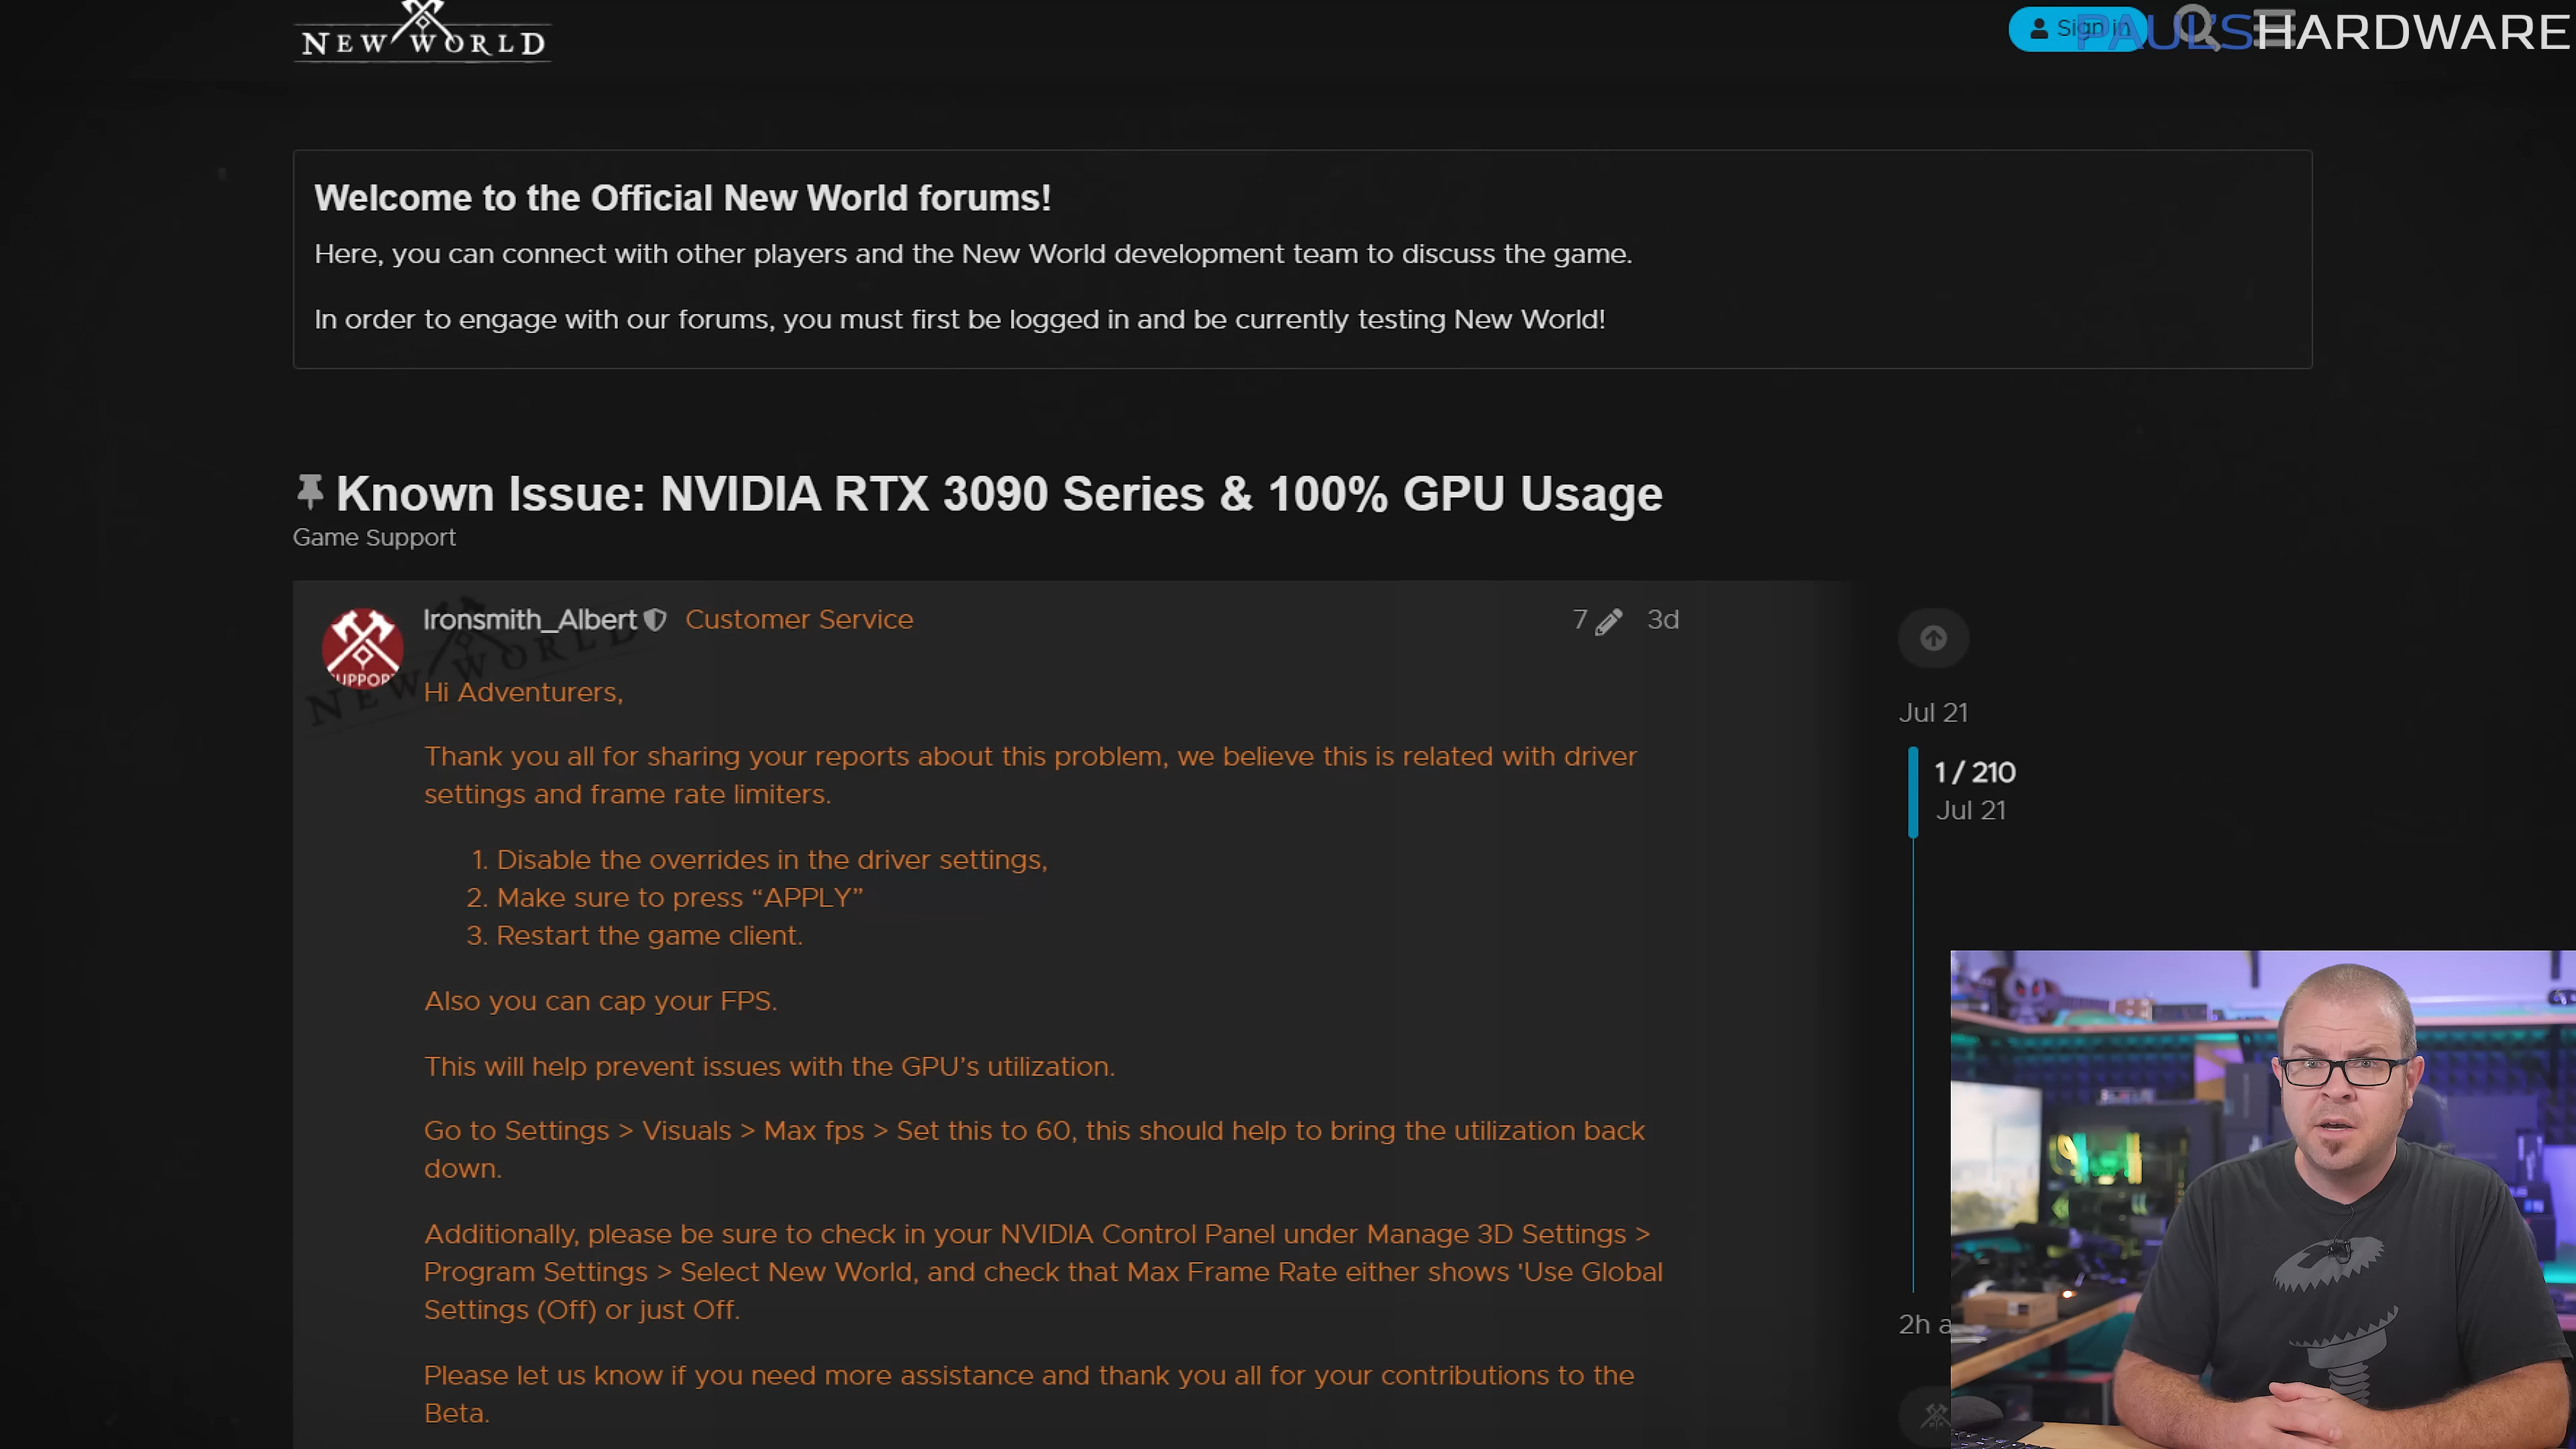 NEW WORLD
Sign in
PAUL'S HARDWARE
Welcome to the Official New World forums!
Here, you can connect with other players and the New World development team to discuss the game.
In order to engage with our forums, you must first be logged in and be currently testing New World!
Known Issue: NVIDIA RTX 3090 Series & 100% GPU Usage
Game Support
Ironsmith_Albert Customer Service 7 3d
SUPPORT
NEW WORLD
Hi Adventurers,
Thank you all for sharing your reports about this problem, we believe this is related with driver
settings and frame rate limiters.
1. Disable the overrides in the driver settings,
2. Make sure to press “APPLY”
3. Restart the game client.
Also you can cap your FPS.
This will help prevent issues with the GPU’s utilization.
Go to Settings > Visuals > Max fps > Set this to 60, this should help to bring the utilization back
down.
Additionally, please be sure to check in your NVIDIA Control Panel under Manage 3D Settings >
Program Settings > Select New World, and check that Max Frame Rate either shows 'Use Global
Settings (Off) or just Off.
Please let us know if you need more assistance and thank you all for your contributions to the
Beta.
Jul 21
1 / 210
Jul 21
2h a